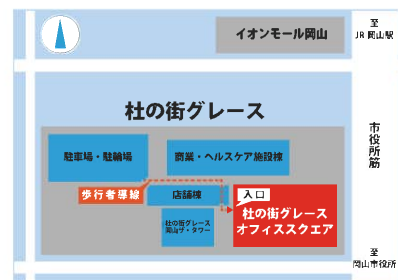 至
JR岡山駅
イオンモール岡山
杜の街グレース
市役所筋
駐車場・駐輪場
商業・ヘルスケア施設棟
歩行者導線
店舗棟
入口
杜の街グレース
オフィススクエア
杜の街グレース
岡山ザ・タワー
至
岡山市役所